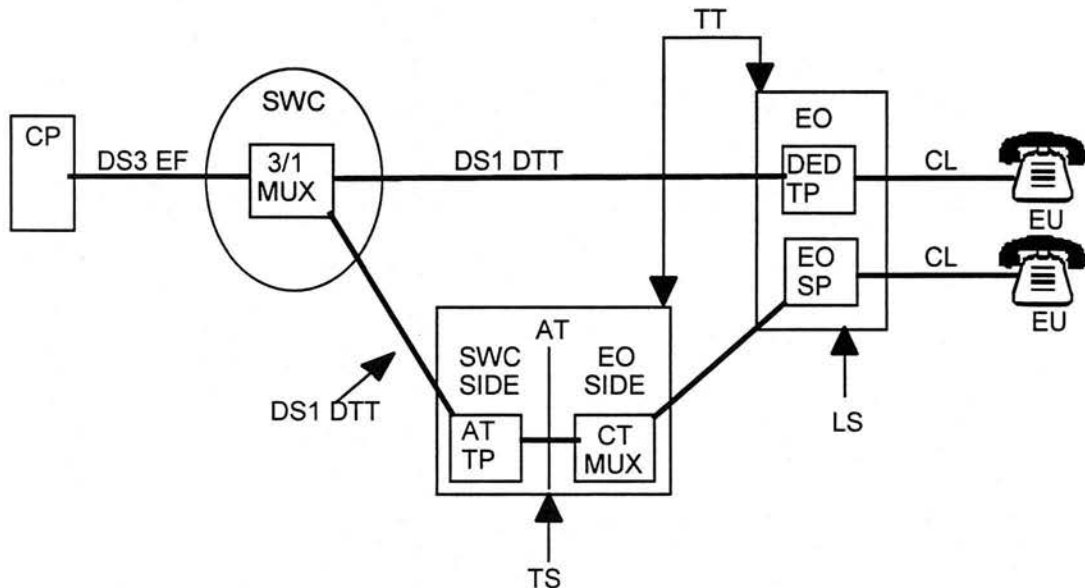 TT
SWC
EO
CP
DS3 EF
3/1
MUX
DS1 DTT
DED
TP
CL
EU
EO
SP
CL
EU
AT
SWC
SIDE
EO
SIDE
DS1 DTT
AT
TP
CT
MUX
LS
TS